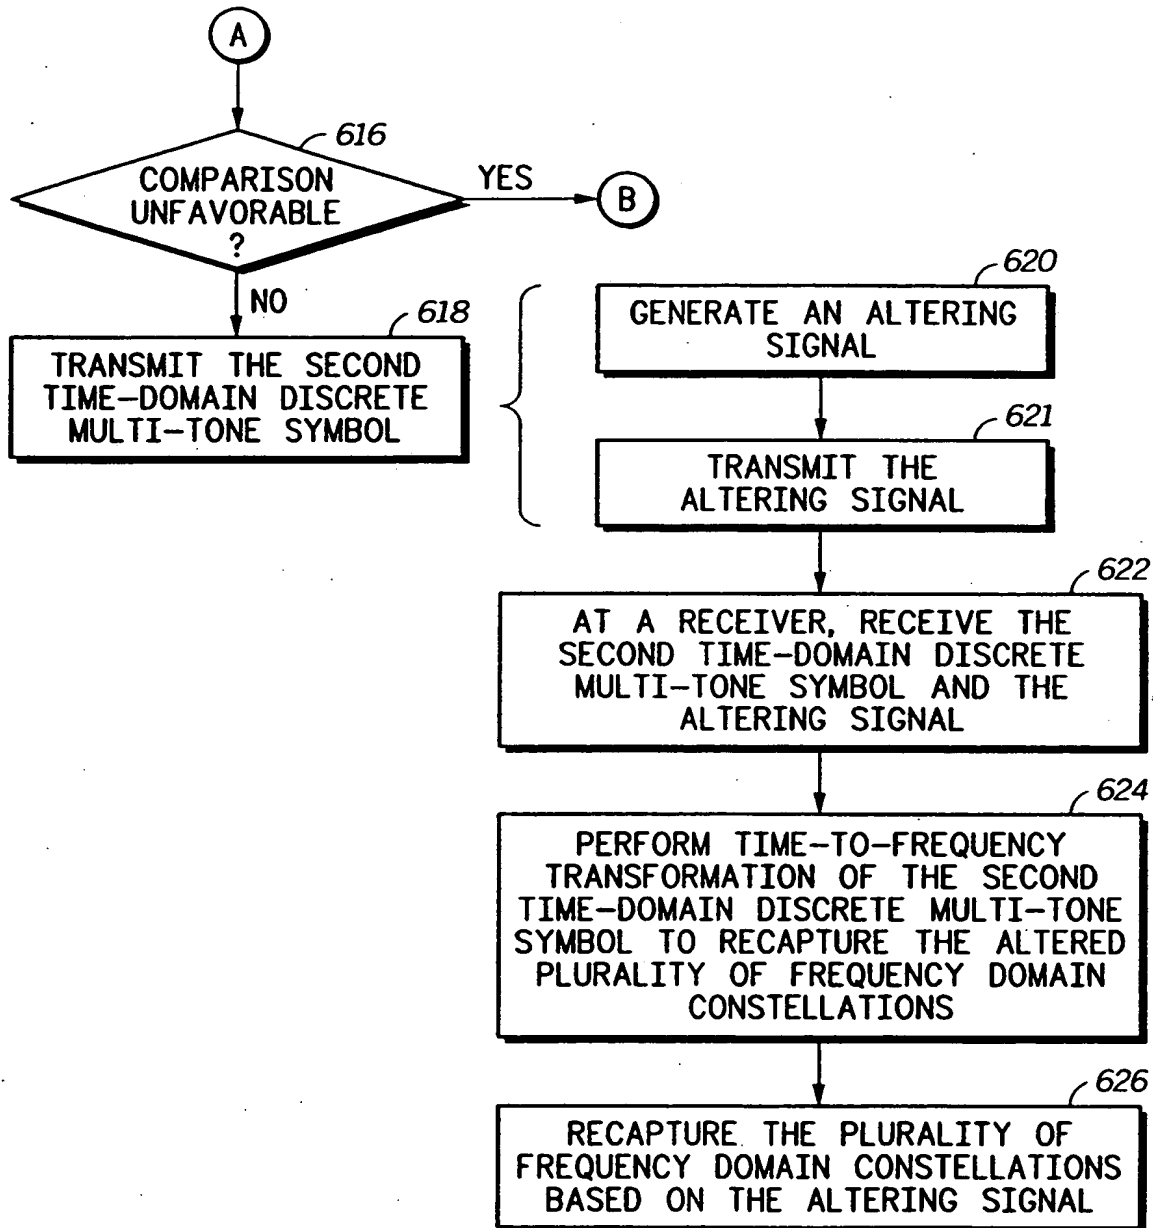 A
616
COMPARISON
UNFAVORABLE
?
YES
B
NO
618
TRANSMIT THE SECOND
TIME-DOMAIN DISCRETE
MULTI-TONE SYMBOL
620
GENERATE AN ALTERING
SIGNAL
621
TRANSMIT THE
ALTERING SIGNAL
622
AT A RECEIVER, RECEIVE THE
SECOND TIME-DOMAIN DISCRETE
MULTI-TONE SYMBOL AND THE
ALTERING SIGNAL
624
PERFORM TIME-TO-FREQUENCY
TRANSFORMATION OF THE SECOND
TIME-DOMAIN DISCRETE MULTI-TONE
SYMBOL TO RECAPTURE THE ALTERED
PLURALITY OF FREQUENCY DOMAIN
CONSTELLATIONS
626
RECAPTURE THE PLURALITY OF
FREQUENCY DOMAIN CONSTELLATIONS
BASED ON THE ALTERING SIGNAL